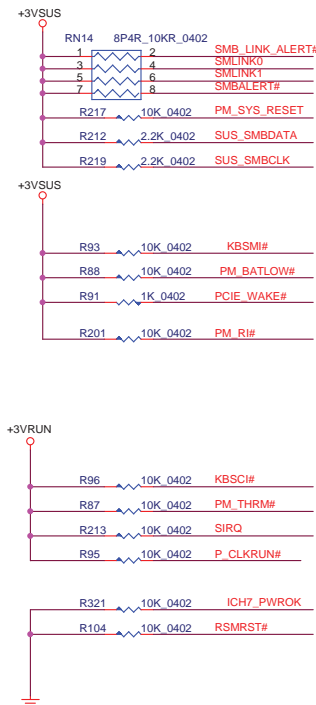 +3VSUS
RN14 8P4R_10KR_0402
1 2 SMB_LINK_ALERT#
3 4 SMLINK0
5 6 SMLINK1
7 8 SMBALERT#
R217 10K_0402 PM_SYS_RESET
R212 2.2K_0402 SUS_SMBDATA
R219 2.2K_0402 SUS_SMBCLK
+3VSUS
R93 10K_0402 KBSMI#
R88 10K_0402 PM_BATLOW#
R91 1K_0402 PCIE_WAKE#
R201 10K_0402 PM_RI#
+3VRUN
R96 10K_0402 KBSCI#
R87 10K_0402 PM_THRM#
R213 10K_0402 SIRQ
R95 10K_0402 P_CLKRUN#
R321 10K_0402 ICH7_PWROK
R104 10K_0402 RSMRST#